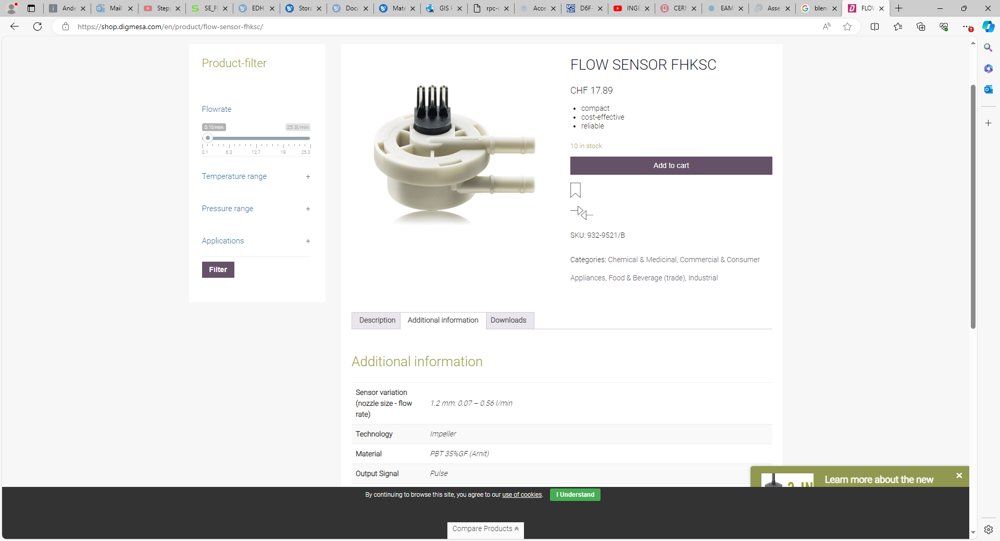 Ande
Mail
Step
SE_Fl
EDH
Stora
Docu
Mate
GIS P
rpc-c
Acce
D6F-
INGE
CERN
EAM
Asse
blen
FLOW
https://shop.digmesa.com/en/product/flow-sensor-fhksc/
Product-filter
Flowrate
0.1l/min 25.3l/min
0.1 6.3 12.7 19 25.3
Temperature range +
Pressure range +
Applications +
Filter
FLOW SENSOR FHKSC
CHF 17.89
• compact
• cost-effective
• reliable
10 in stock
Add to cart
SKU: 932-9521/B
Categories: Chemical & Medicinal, Commercial & Consumer
Appliances, Food & Beverage (trade), Industrial
Description Additional information Downloads
Additional information
Sensor variation
(nozzle size - flow 1.2 mm: 0.07 – 0.56 l/min
rate)
Technology Impeller
Material PBT 35%GF (Arnit)
Output Signal Pulse
Learn more about the new
By continuing to browse this site, you agree to our use of cookies. I Understand
Compare Products